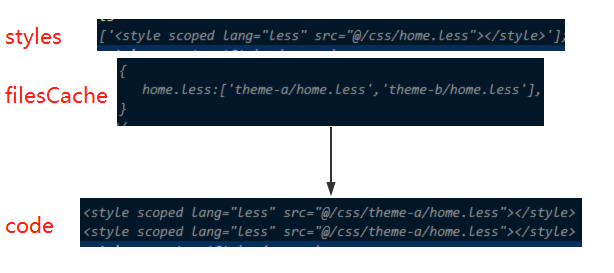 styles
['<style scoped lang="less" src="@/css/home.less"></style>'];
filesCache
{
home.less:['theme-a/home.less','theme-b/home.less'],
}
code
<style scoped lang="less" src="@/css/theme-a/home.less"></style>
<style scoped lang="less" src="@/css/theme-a/home.less"></style>